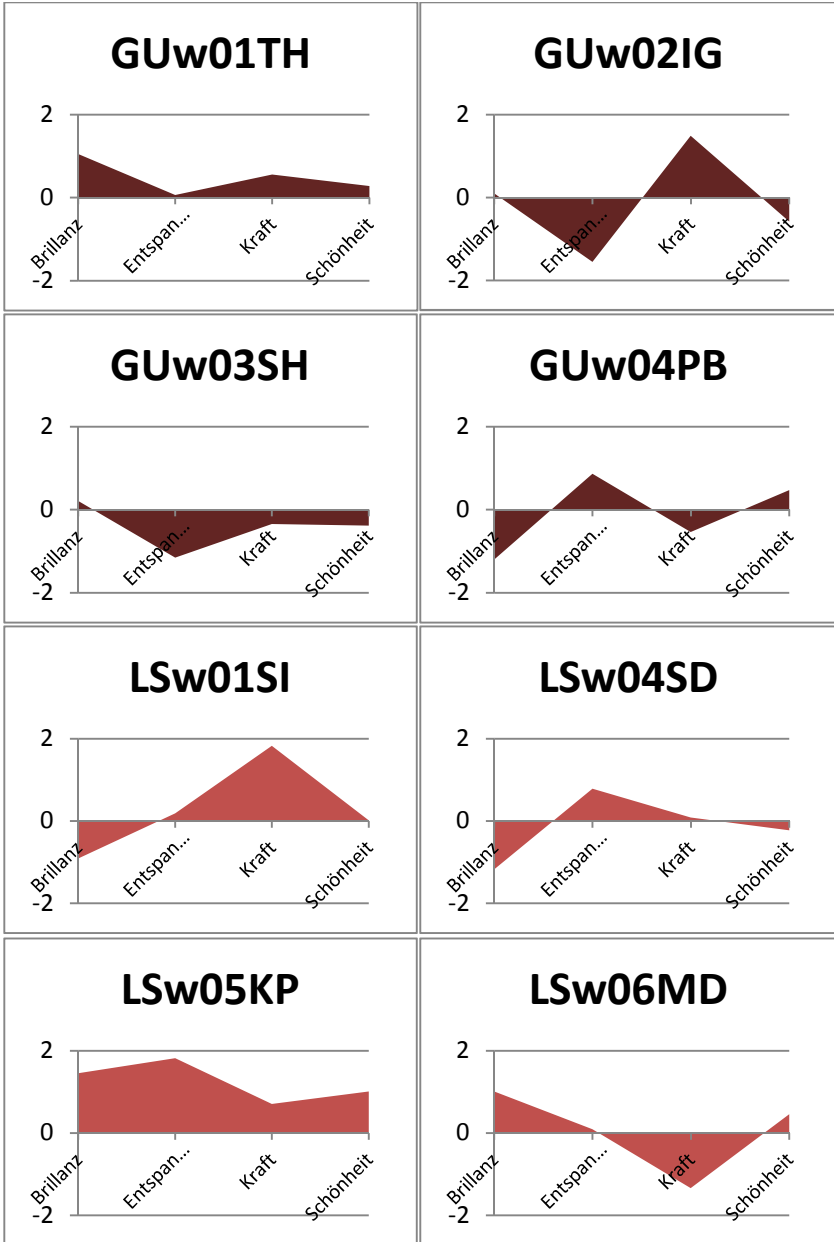 GUw01TH
2
0
-2
Brillanz
Entspan...
Kraft
Schönheit
GUw02IG
2
0
-2
Brillanz
Entspan...
Kraft
Schönheit
GUw03SH
2
0
-2
Brillanz
Entspan...
Kraft
Schönheit
GUw04PB
2
0
-2
Brillanz
Entspan...
Kraft
Schönheit
LSw01SI
2
0
-2
Brillanz
Entspan...
Kraft
Schönheit
LSw04SD
2
0
-2
Brillanz
Entspan...
Kraft
Schönheit
LSw05KP
2
0
-2
Brillanz
Entspan...
Kraft
Schönheit
LSw06MD
2
0
-2
Brillanz
Entspan...
Kraft
Schönheit